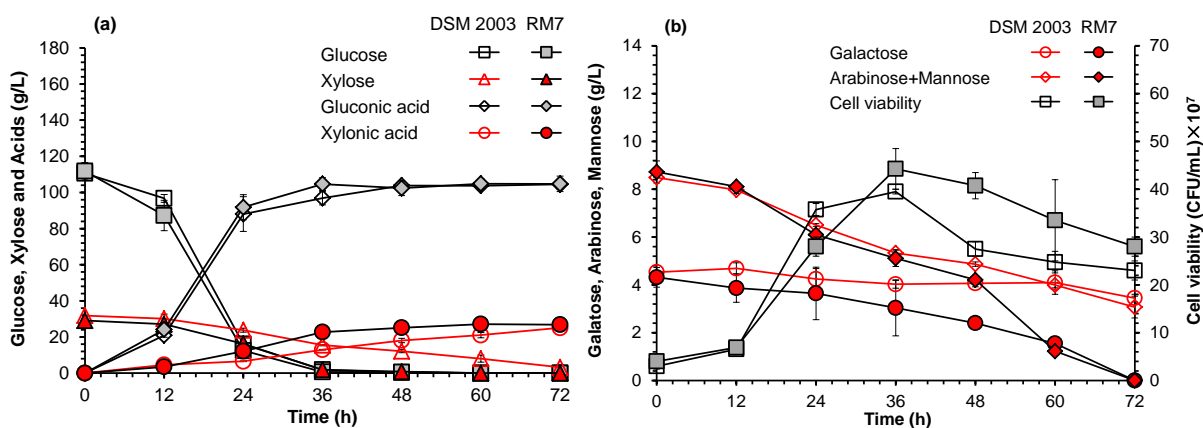 (a)
DSM 2003 RM7
Glucose
Xylose
Gluconic acid
Xylonic acid
Glucose, Xylose and Acids (g/L)
180
160
140
120
100
80
60
40
20
0
0 12 24 36 48 60 72
Time (h)
(b)
DSM 2003 RM7
Galactose
Arabinose+Mannose
Cell viability
Galatose, Arabinose, Mannose (g/L)
14
12
10
8
6
4
2
0
0 12 24 36 48 60 72
Time (h)
70
60
50
40
30
20
10
0
Cell viability (CFU/mL)×10⁷